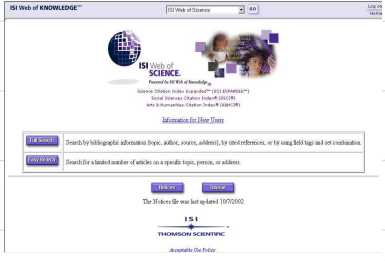 ISI Web of KNOWLEDGE℠
ISI Web of Science
GO
Log ou
Home
ISI Web of
SCIENCE®
Powered by ISI Web of Knowledge℠
Science Citation Index Expanded™ (SCI EXPANDED™)
Social Sciences Citation Index® (SSCI®)
Arts & Humanities Citation Index® (A&HCI®)
Information for New Users
Full Search
Search by bibliographic information (topic, author, source, address), by cited references, or by using field tags and set combination.
Easy Search
Search for a limited number of articles on a specific topic, person, or address.
Notices
Tutorial
The Notices file was last updated 10/7/2002
ISI
THOMSON SCIENTIFIC
Acceptable Use Policy